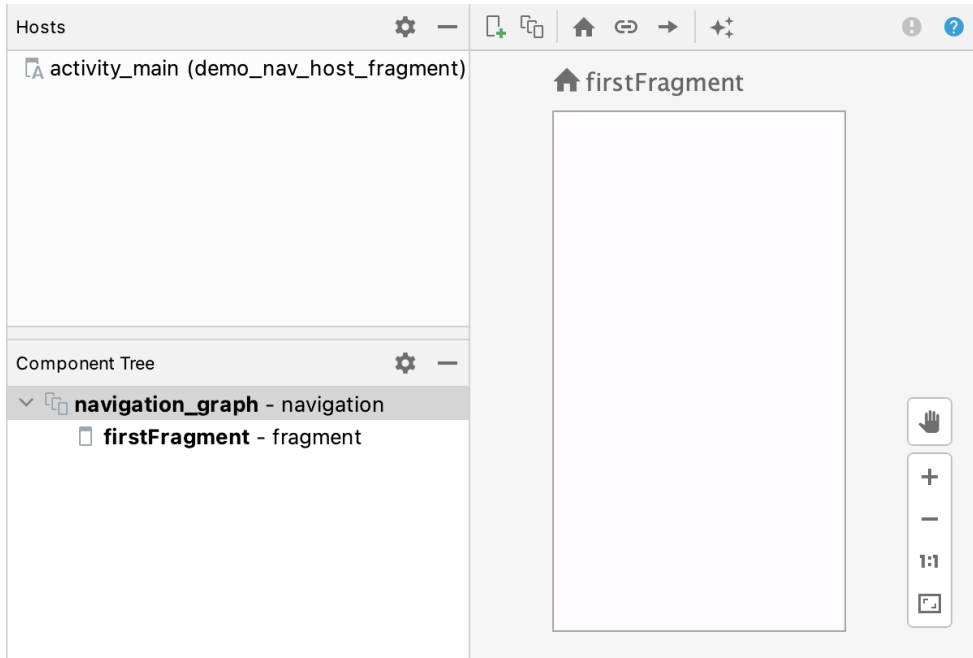 Hosts
activity_main (demo_nav_host_fragment)
firstFragment
Component Tree
navigation_graph - navigation
firstFragment - fragment
1:1